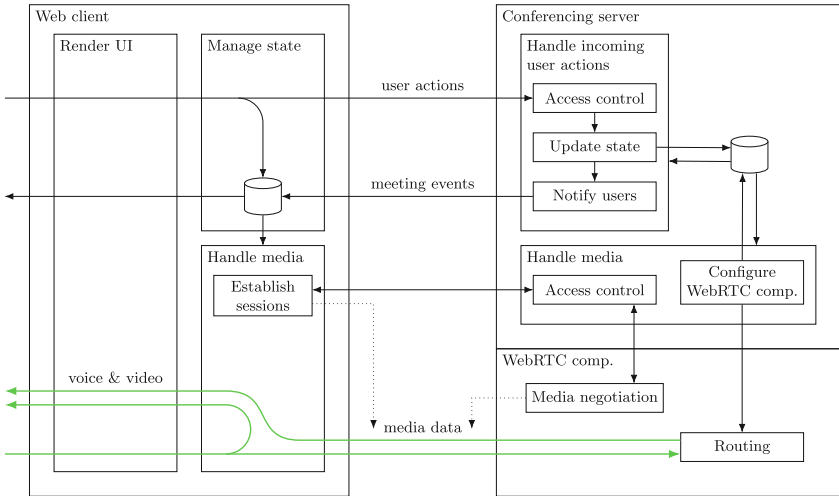 Web client
Render UI
Manage state
user actions
meeting events
Handle media
Establish
sessions
voice & video
media data
Conferencing server
Handle incoming
user actions
Access control
Update state
Notify users
Handle media
Access control
Configure
WebRTC comp.
WebRTC comp.
Media negotiation
Routing